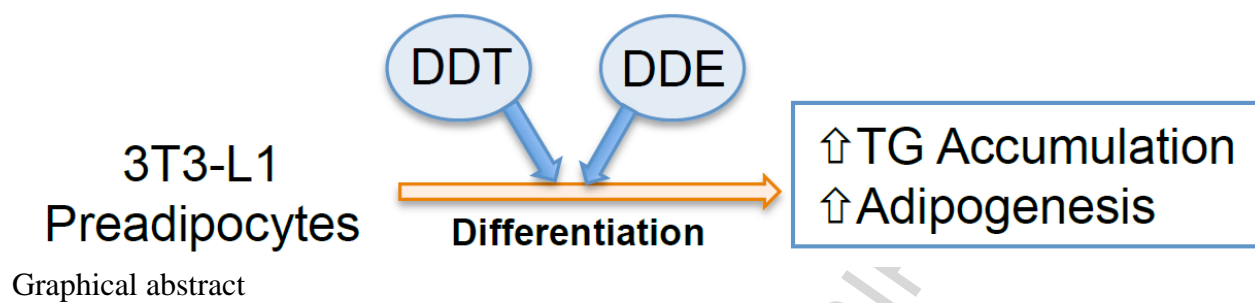 DDT
DDE
3T3-L1
Preadipocytes
Differentiation
⇧TG Accumulation
⇧Adipogenesis
Graphical abstract